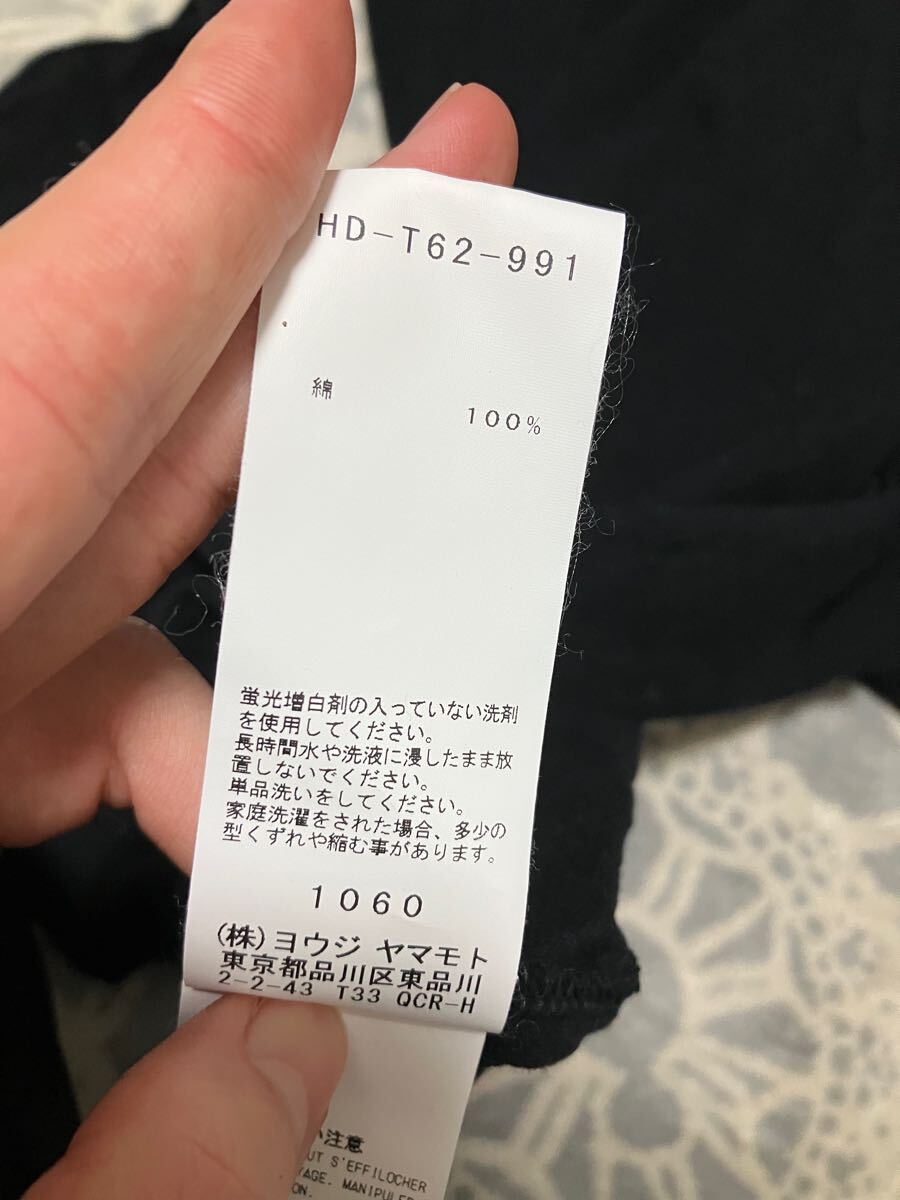 HD-T62-991
綿
100%
蛍光増白剤の入っていない洗剤
を使用してください。
長時間水や洗液に浸したまま放
置しないでください。
単品洗いをしてください。
家庭洗濯をされた場合、多少の
型くずれや縮む事があります。
1060
(株)ヨウジ ヤマモト
東京都品川区東品川
2-2-43 T33 QCR-H
い注意
S'EFFILOCHER
MANIPULER